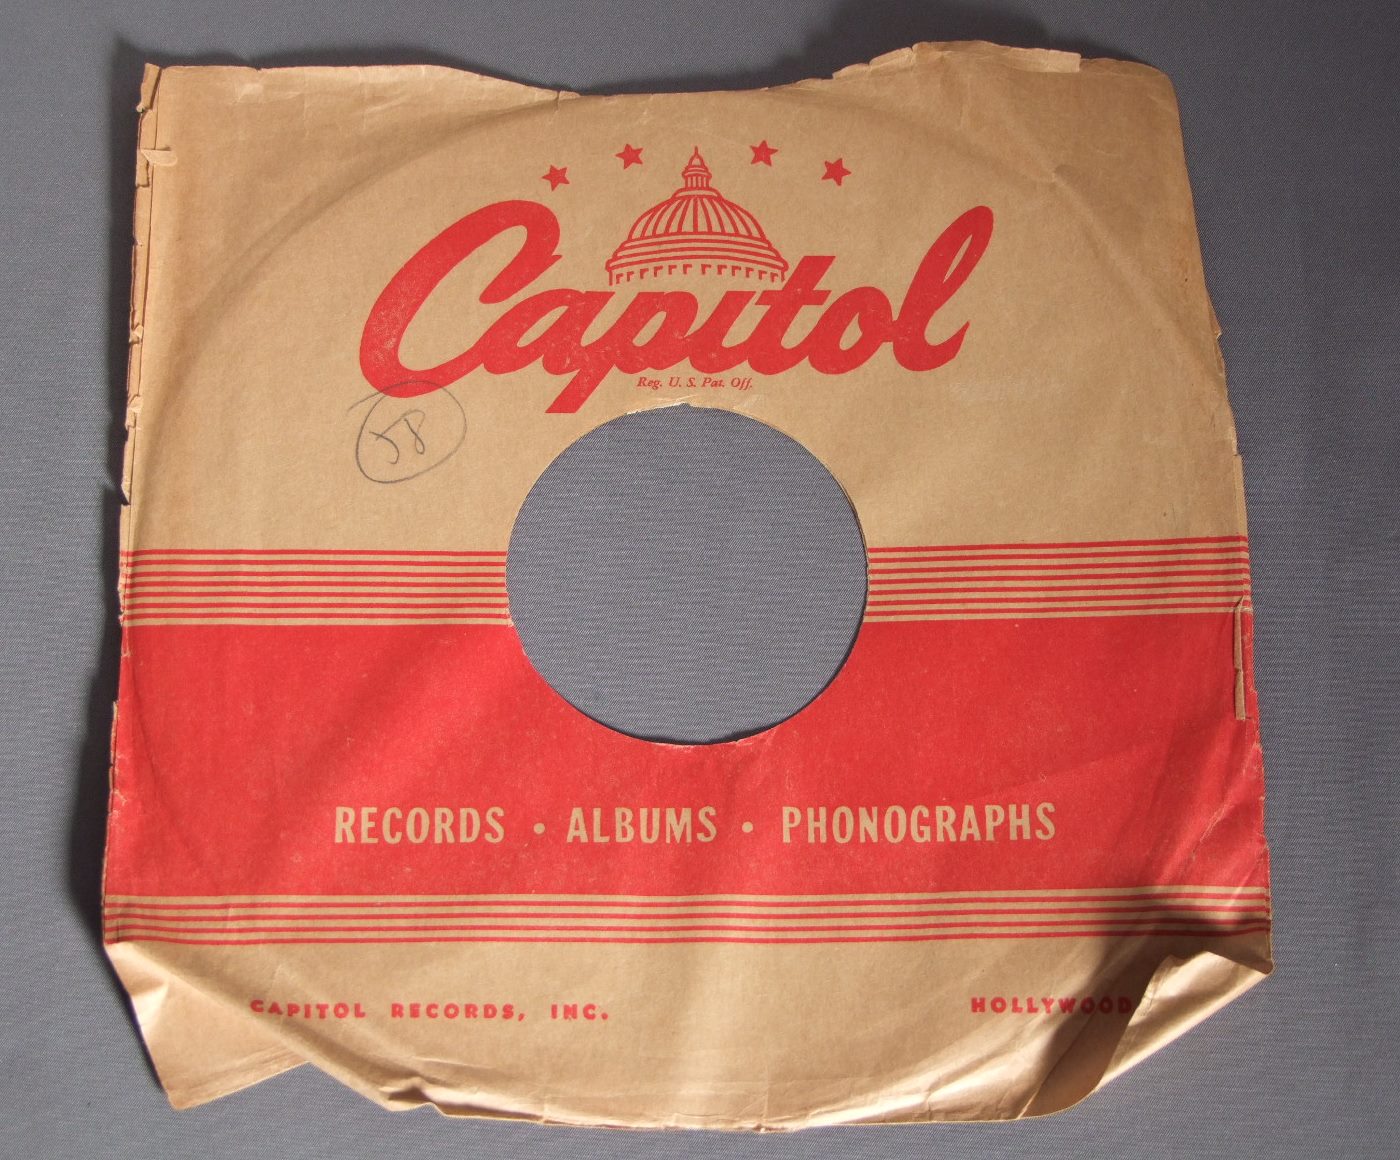 Capitol
Reg. U. S. Pat. Off.
58
RECORDS • ALBUMS • PHONOGRAPHS
CAPITOL RECORDS, INC.
HOLLYWOOD